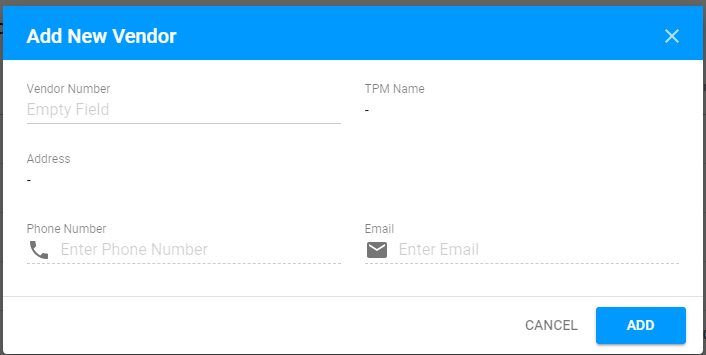 Add New Vendor
Vendor Number
TPM Name
Empty Field
-
Address
-
Phone Number
Email
Enter Phone Number
Enter Email
CANCEL
ADD